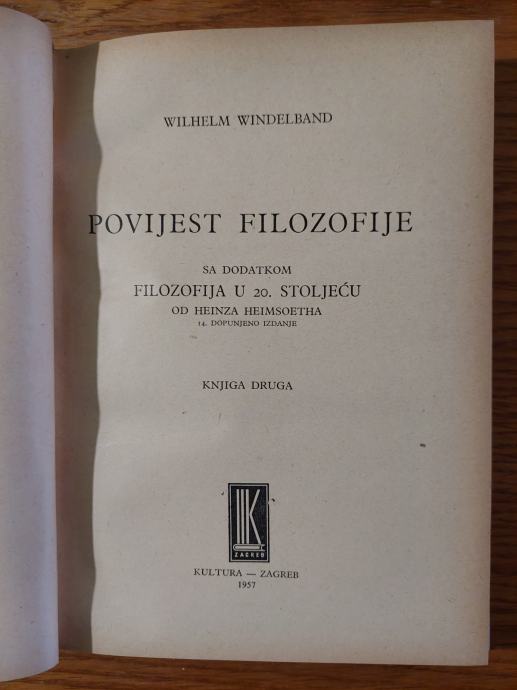 WILHELM WINDELBAND
POVIJEST FILOZOFIJE
SA DODATKOM
FILOZOFIJA U 20. STOLJEĆU
OD HEINZA HEIMSOETHA
14. DOPUNJENO IZDANJE
KNJIGA DRUGA
K
ZAGREB
KULTURA — ZAGREB
1957